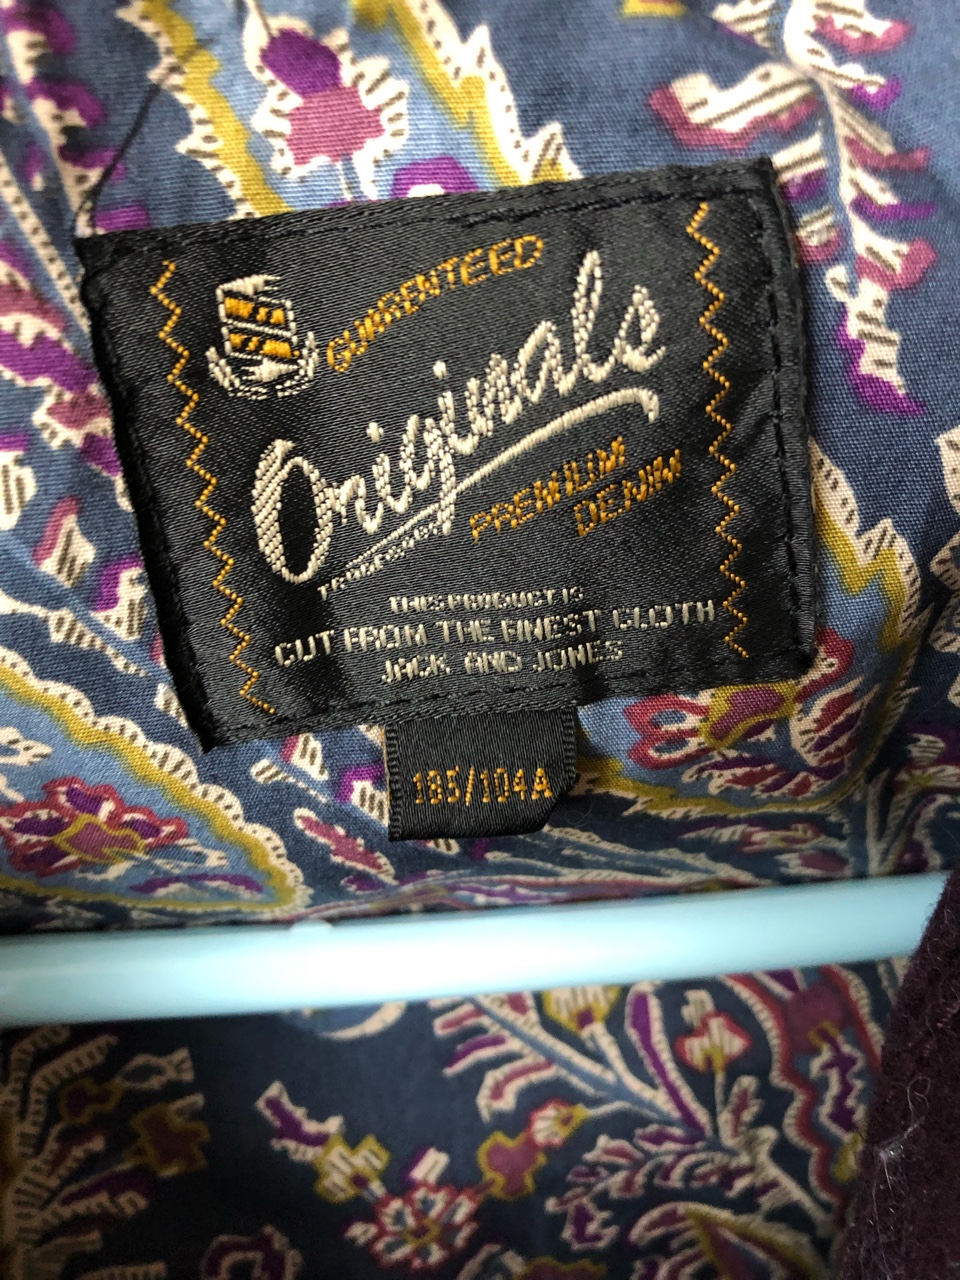 GURRENTEED
Originals
PREMIUM
DENIM
THIS PRODUCT IS
CUT FROM THE FINEST CLOTH
JACK AND JONES
185/104A